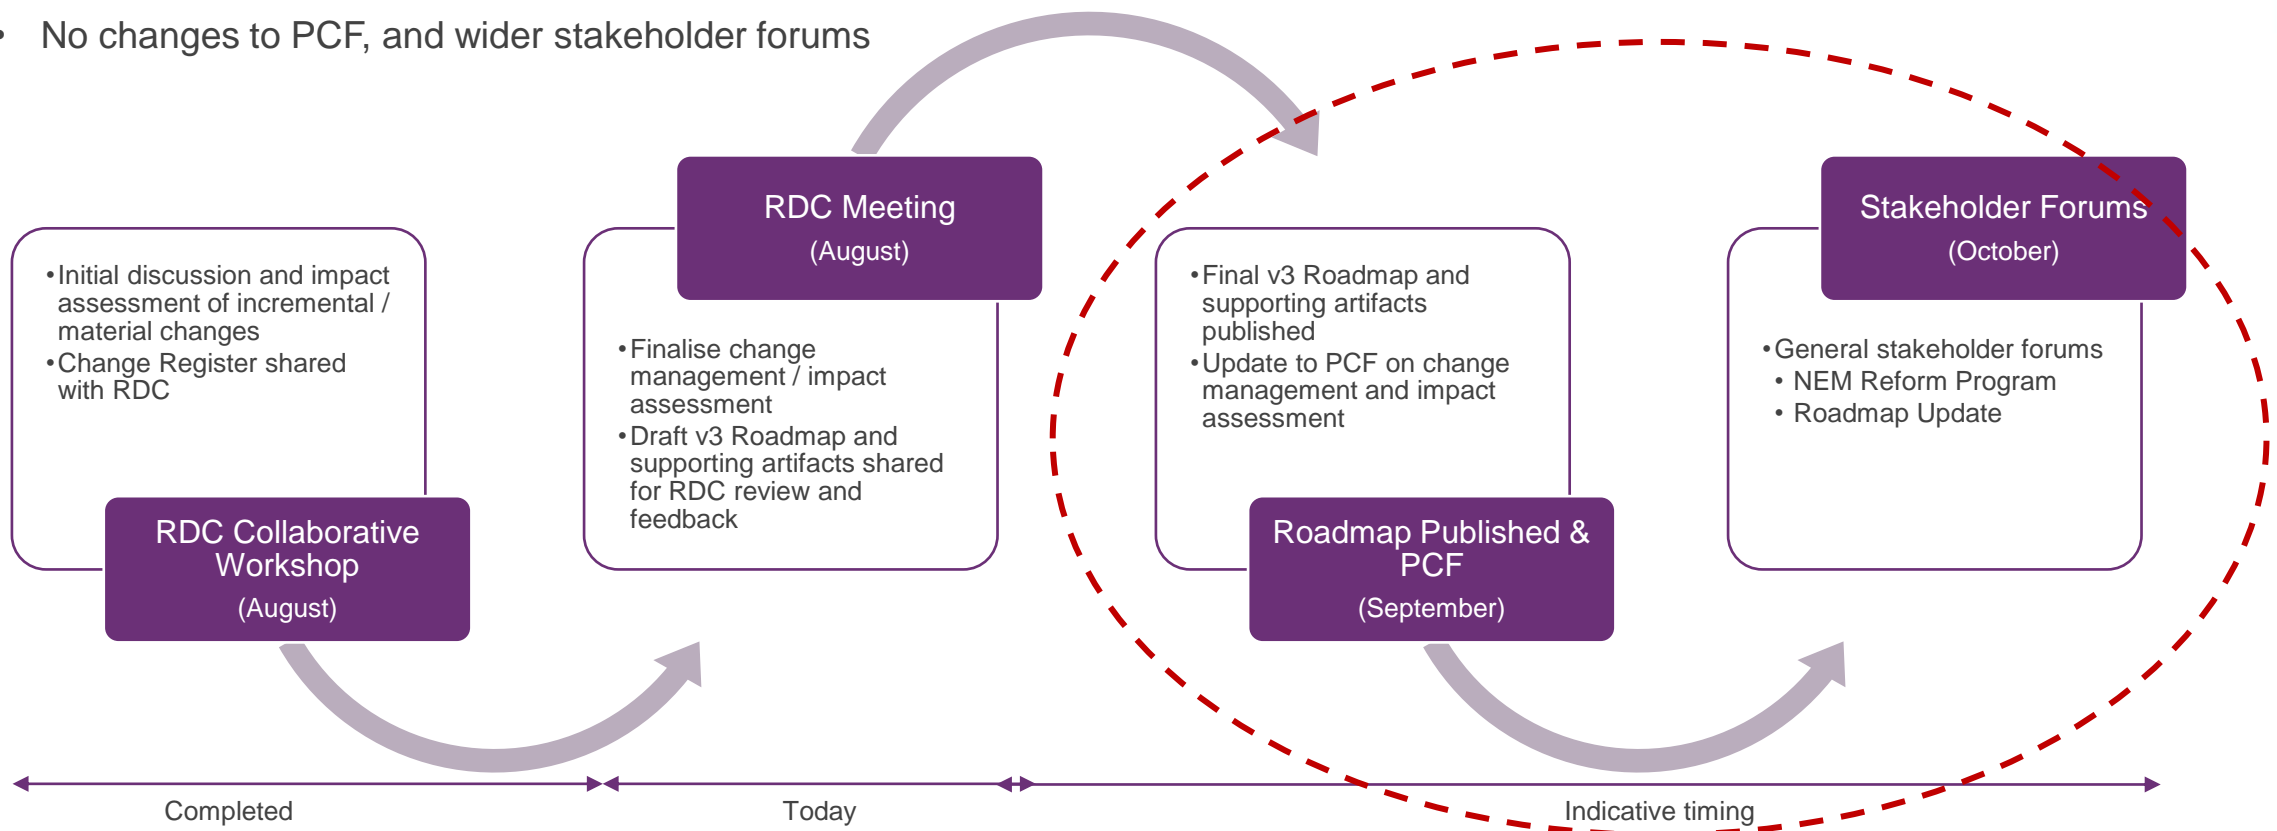 • No changes to PCF, and wider stakeholder forums
•Initial discussion and impact
assessment of incremental /
material changes
•Change Register shared
with RDC
RDC Collaborative
Workshop
(August)
RDC Meeting
(August)
•Finalise change
management / impact
assessment
•Draft v3 Roadmap and
supporting artifacts shared
for RDC review and
feedback
•Final v3 Roadmap and
supporting artifacts
published
•Update to PCF on change
management and impact
assessment
Roadmap Published &
PCF
(September)
Stakeholder Forums
(October)
•General stakeholder forums
• NEM Reform Program
• Roadmap Update
Completed
Today
Indicative timing